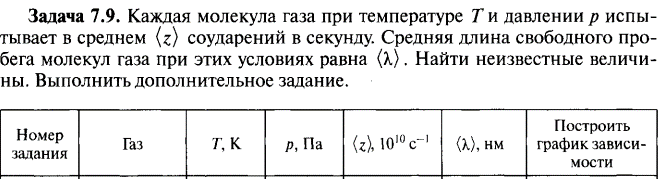 Задача 7.9. Каждая молекула газа при температуре T и давлении p испы-
тывает в среднем ⟨z⟩ соударений в секунду. Средняя длина свободного про-
бега молекул газа при этих условиях равна ⟨λ⟩. Найти неизвестные величи-
ны. Выполнить дополнительное задание.
Номер
задания
Газ
T, К
p, Па
⟨z⟩, 10¹⁰ с⁻¹
⟨λ⟩, нм
Построить
график зависи-
мости